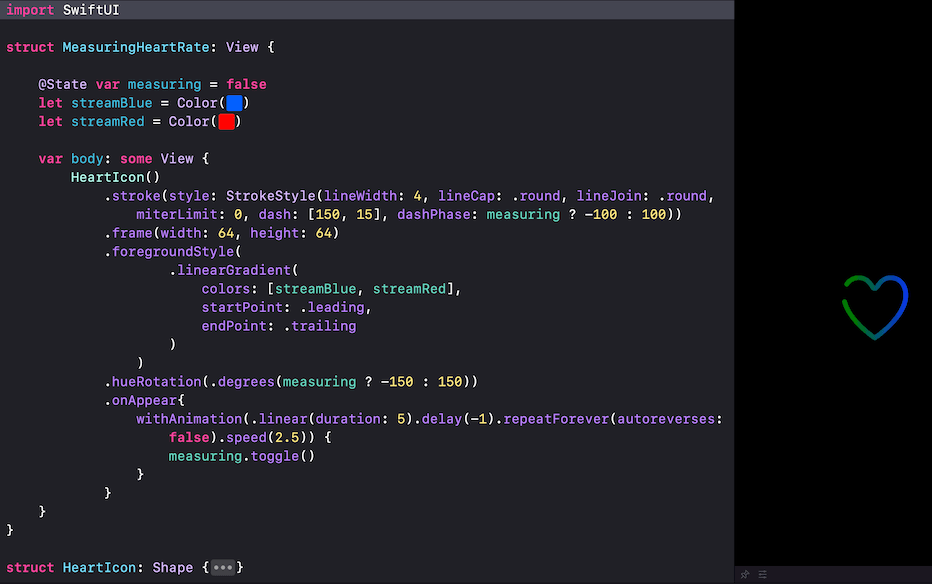 import SwiftUI
struct MeasuringHeartRate: View {
@State var measuring = false
let streamBlue = Color( )
let streamRed = Color( )
var body: some View {
HeartIcon()
.stroke(style: StrokeStyle(lineWidth: 4, lineCap: .round, lineJoin: .round,
miterLimit: 0, dash: [150, 15], dashPhase: measuring ? -100 : 100))
.frame(width: 64, height: 64)
.foregroundStyle(
.linearGradient(
colors: [streamBlue, streamRed],
startPoint: .leading,
endPoint: .trailing
)
)
.hueRotation(.degrees(measuring ? -150 : 150))
.onAppear{
withAnimation(.linear(duration: 5).delay(-1).repeatForever(autoreverses:
false).speed(2.5)) {
measuring.toggle()
}
}
}
}
struct HeartIcon: Shape {•••}